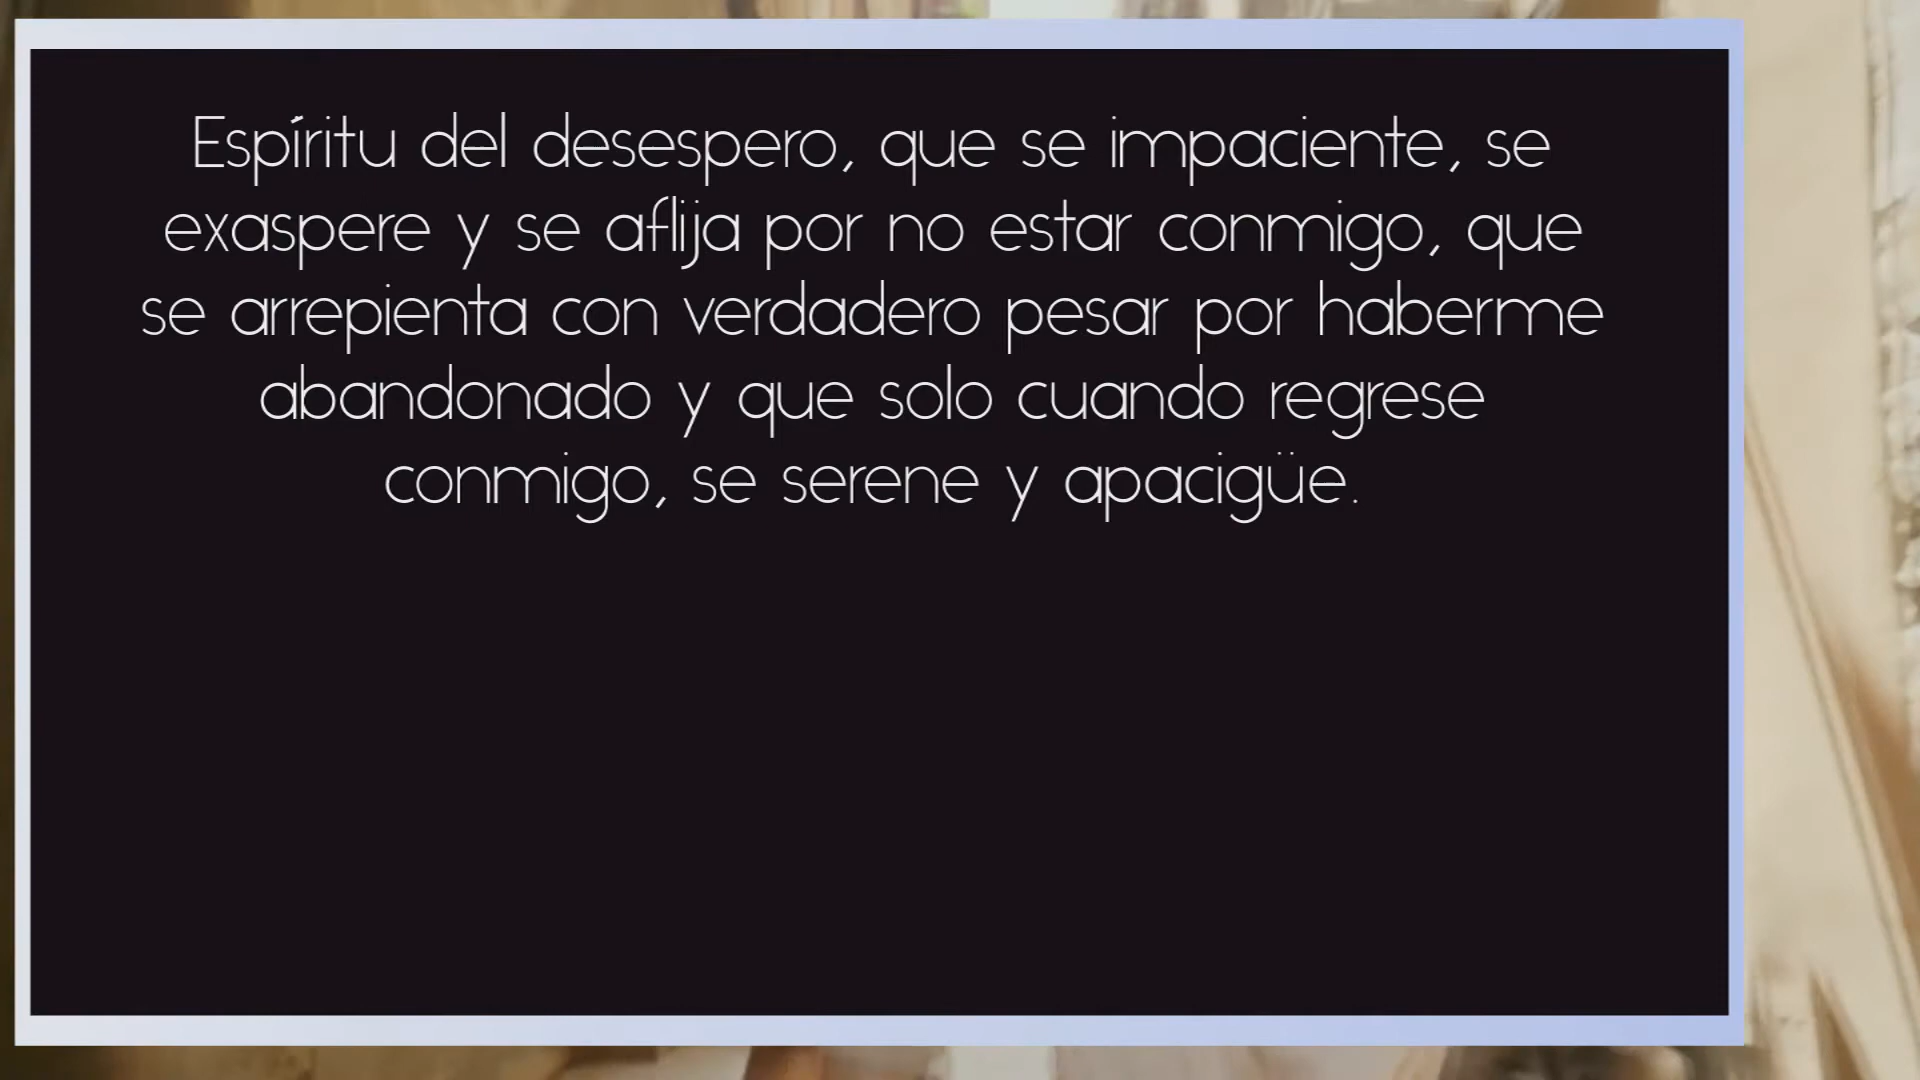 Espíritu del desespero, que se impaciente, se
exaspere y se aflija por no estar conmigo, que
se arrepienta con verdadero pesar por haberme
abandonado y que solo cuando regrese
conmigo, se serene y apacigüe.